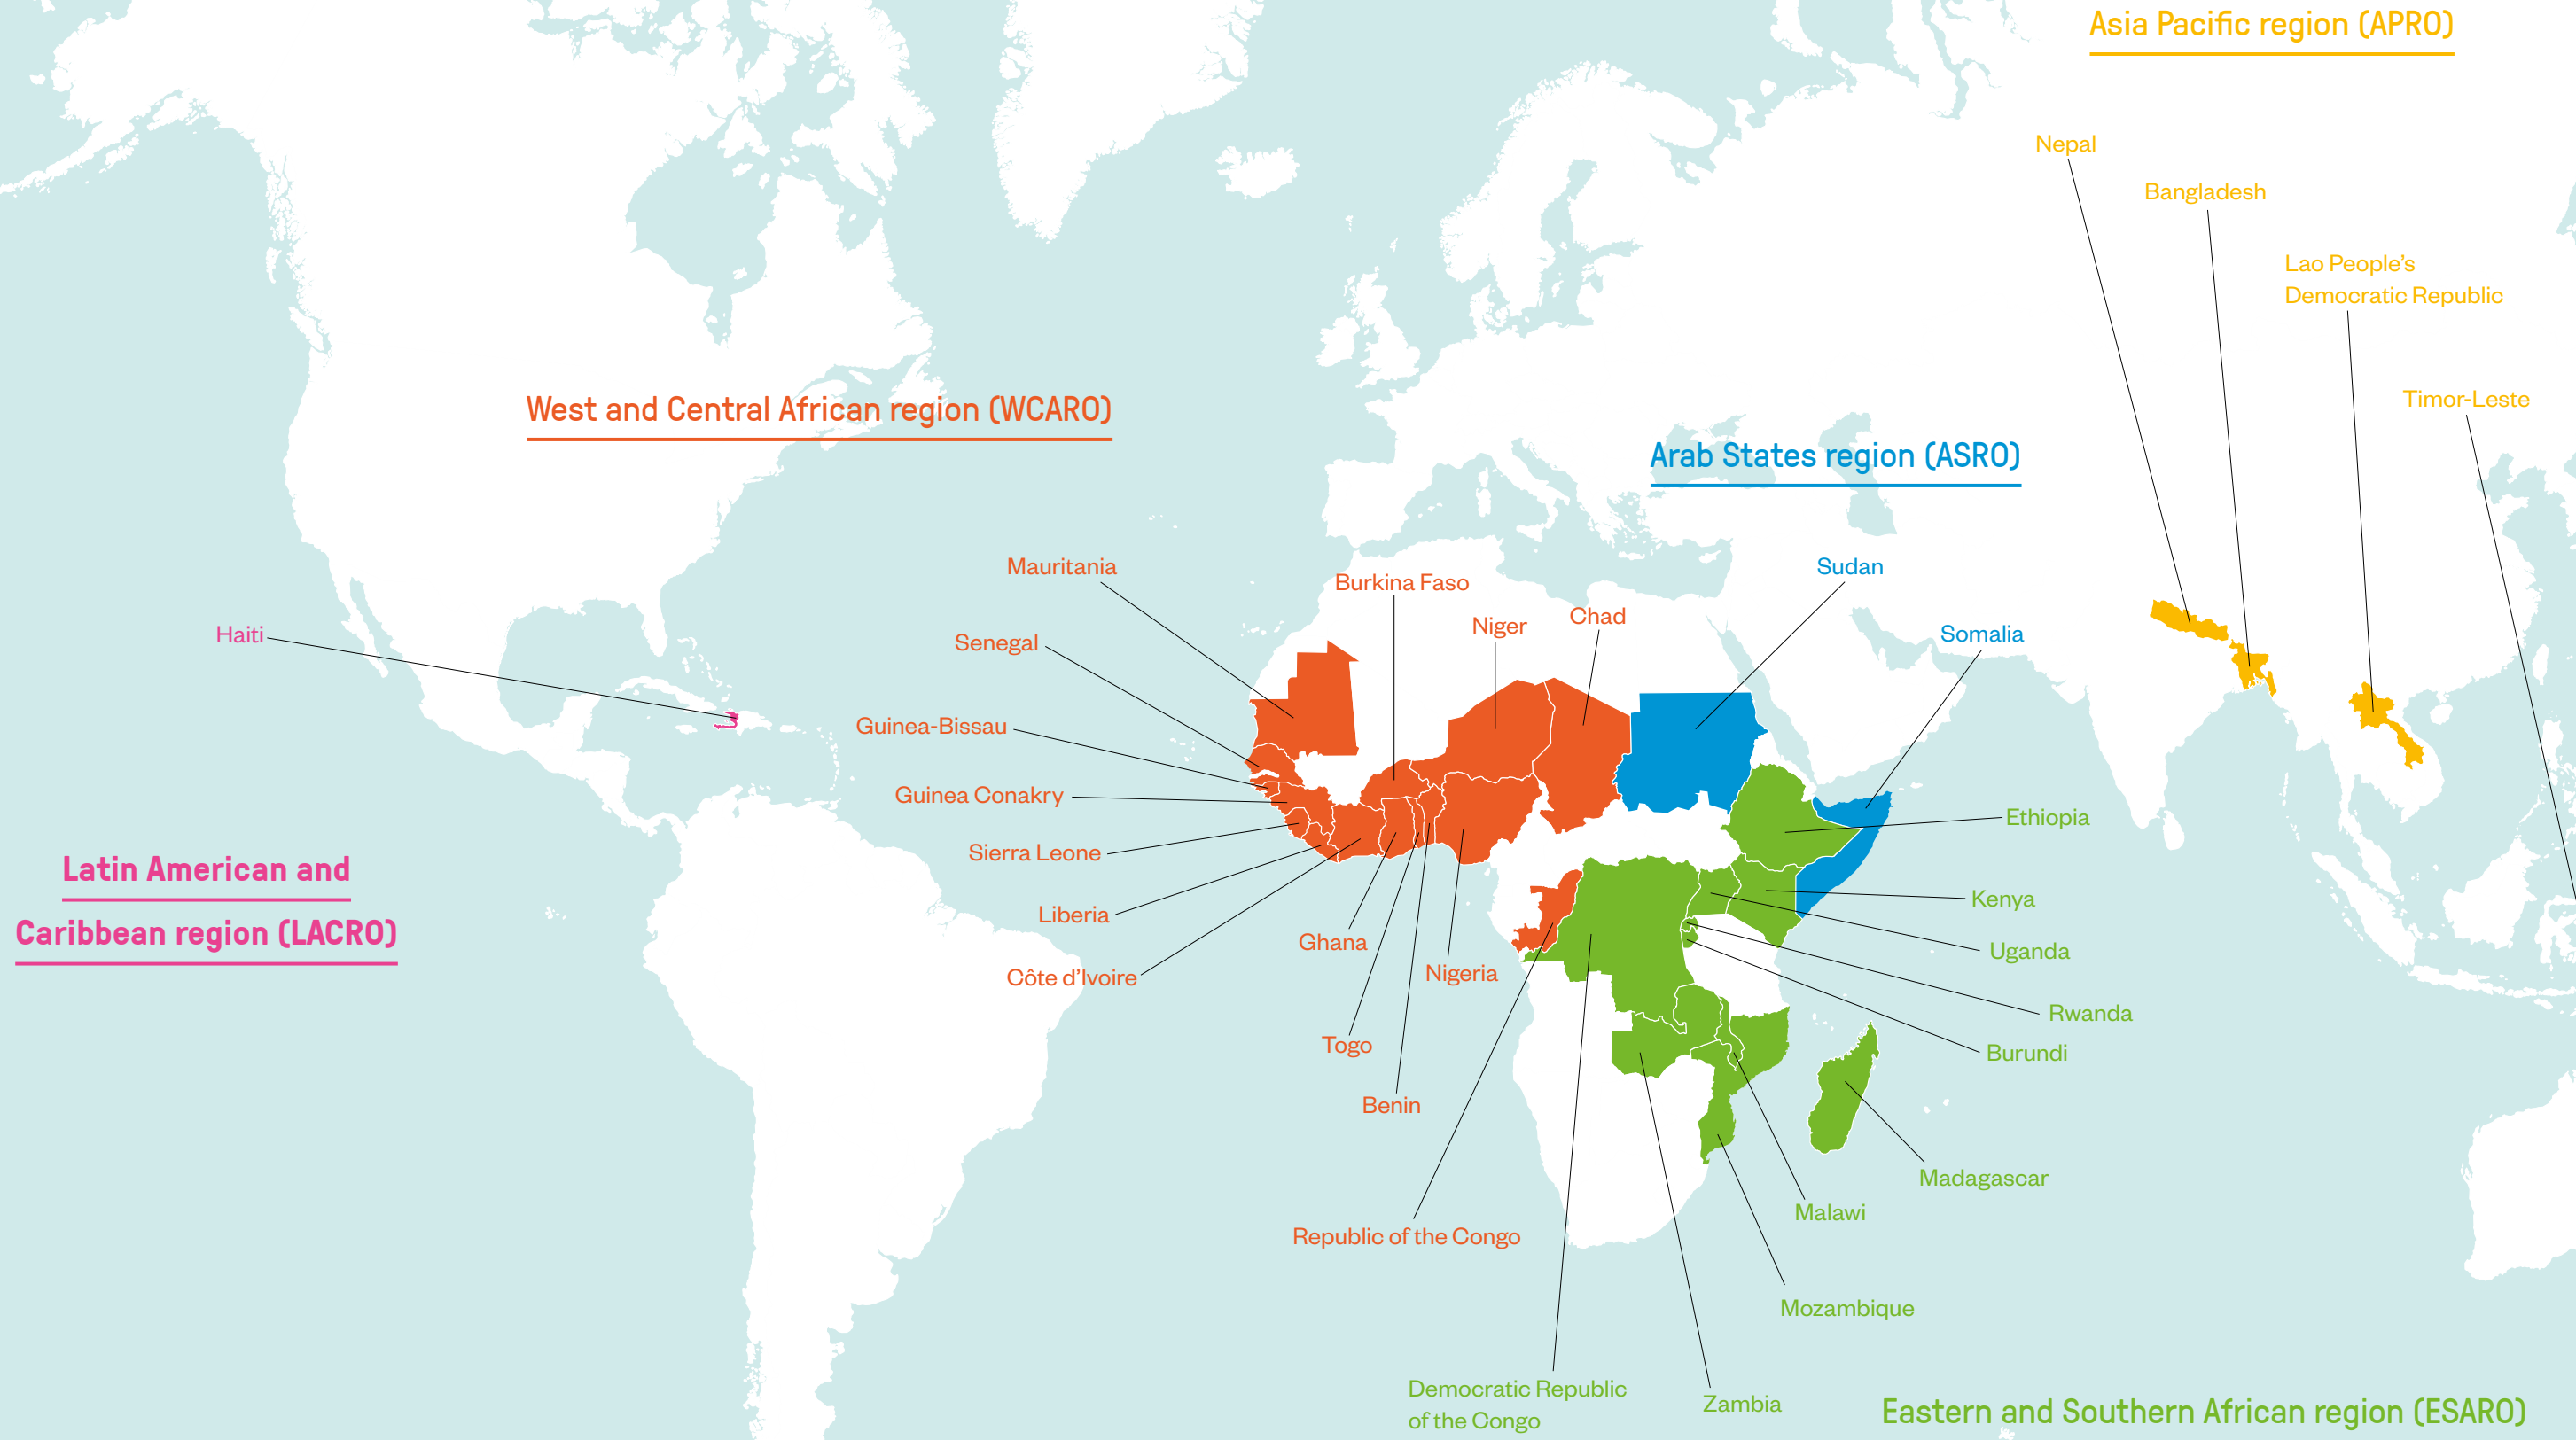 Asia Pacific region (APRO)
Nepal
Bangladesh
Lao People's
Democratic Republic
Timor-Leste
West and Central African region (WCARO)
Arab States region (ASRO)
Mauritania
Burkina Faso
Sudan
Niger
Chad
Haiti
Senegal
Somalia
Guinea-Bissau
Guinea Conakry
Ethiopia
Sierra Leone
Latin American and
Caribbean region (LACRO)
Kenya
Liberia
Ghana
Uganda
Côte d'Ivoire
Nigeria
Rwanda
Togo
Burundi
Benin
Madagascar
Malawi
Republic of the Congo
Mozambique
Democratic Republic
of the Congo
Zambia
Eastern and Southern African region (ESARO)